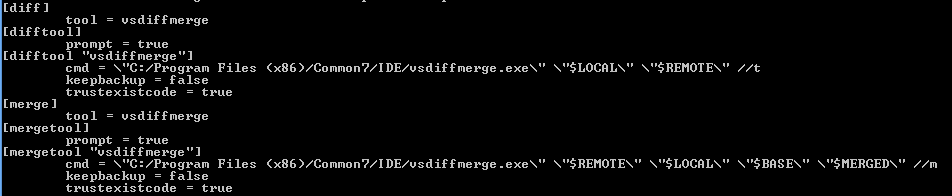 [diff]
        tool = vsdiffmerge
[difftool]
        prompt = true
[difftool "vsdiffmerge"]
        cmd = \"C:/Program Files (x86)/Common7/IDE/vsdiffmerge.exe\" \"$LOCAL\" \"$REMOTE\" //t
        keepbackup = false
        trustexistcode = true
[merge]
        tool = vsdiffmerge
[mergetool]
        prompt = true
[mergetool "vsdiffmerge"]
        cmd = \"C:/Program Files (x86)/Common7/IDE/vsdiffmerge.exe\" \"$REMOTE\" \"$LOCAL\" \"$BASE\" \"$MERGED\" //m
        keepbackup = false
        trustexistcode = true